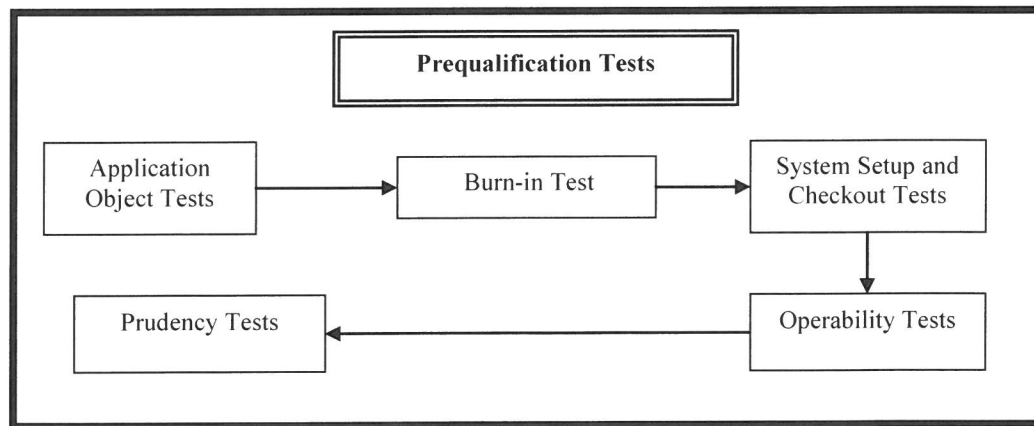 Prequalification Tests
Application
Object Tests
Burn-in Test
System Setup and
Checkout Tests
Operability Tests
Prudency Tests